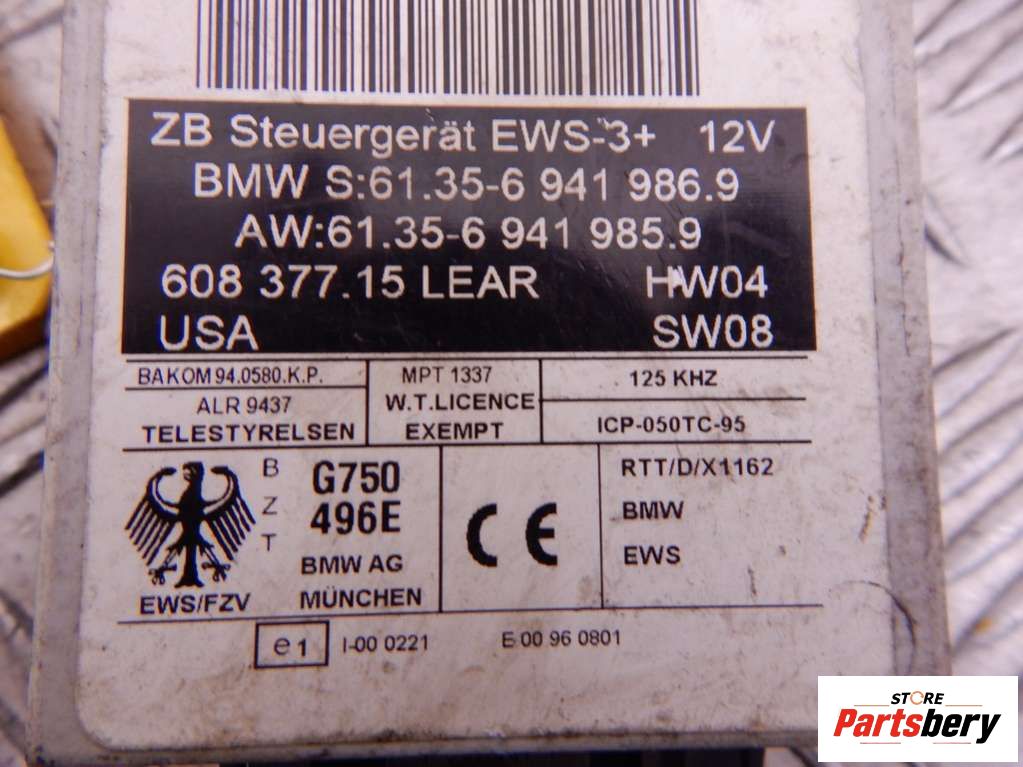 ZB Steuergerät EWS-3+ 12V
BMW S:61.35-6 941 986.9
AW:61.35-6 941 985.9
608 377.15 LEAR HW04
USA SW08
BAKOM 94.0580.K.P.
ALR 9437
TELESTYRELSEN
MPT 1337
W.T.LICENCE
EXEMPT
125 KHZ
ICP-050TC-95
BZT
G750
496E
BMW AG
MÜNCHEN
EWS/FZV
CE
RTT/D/X1162
BMW
EWS
e1 I-00 0221 E 00 96 0801
STORE
Partsbery